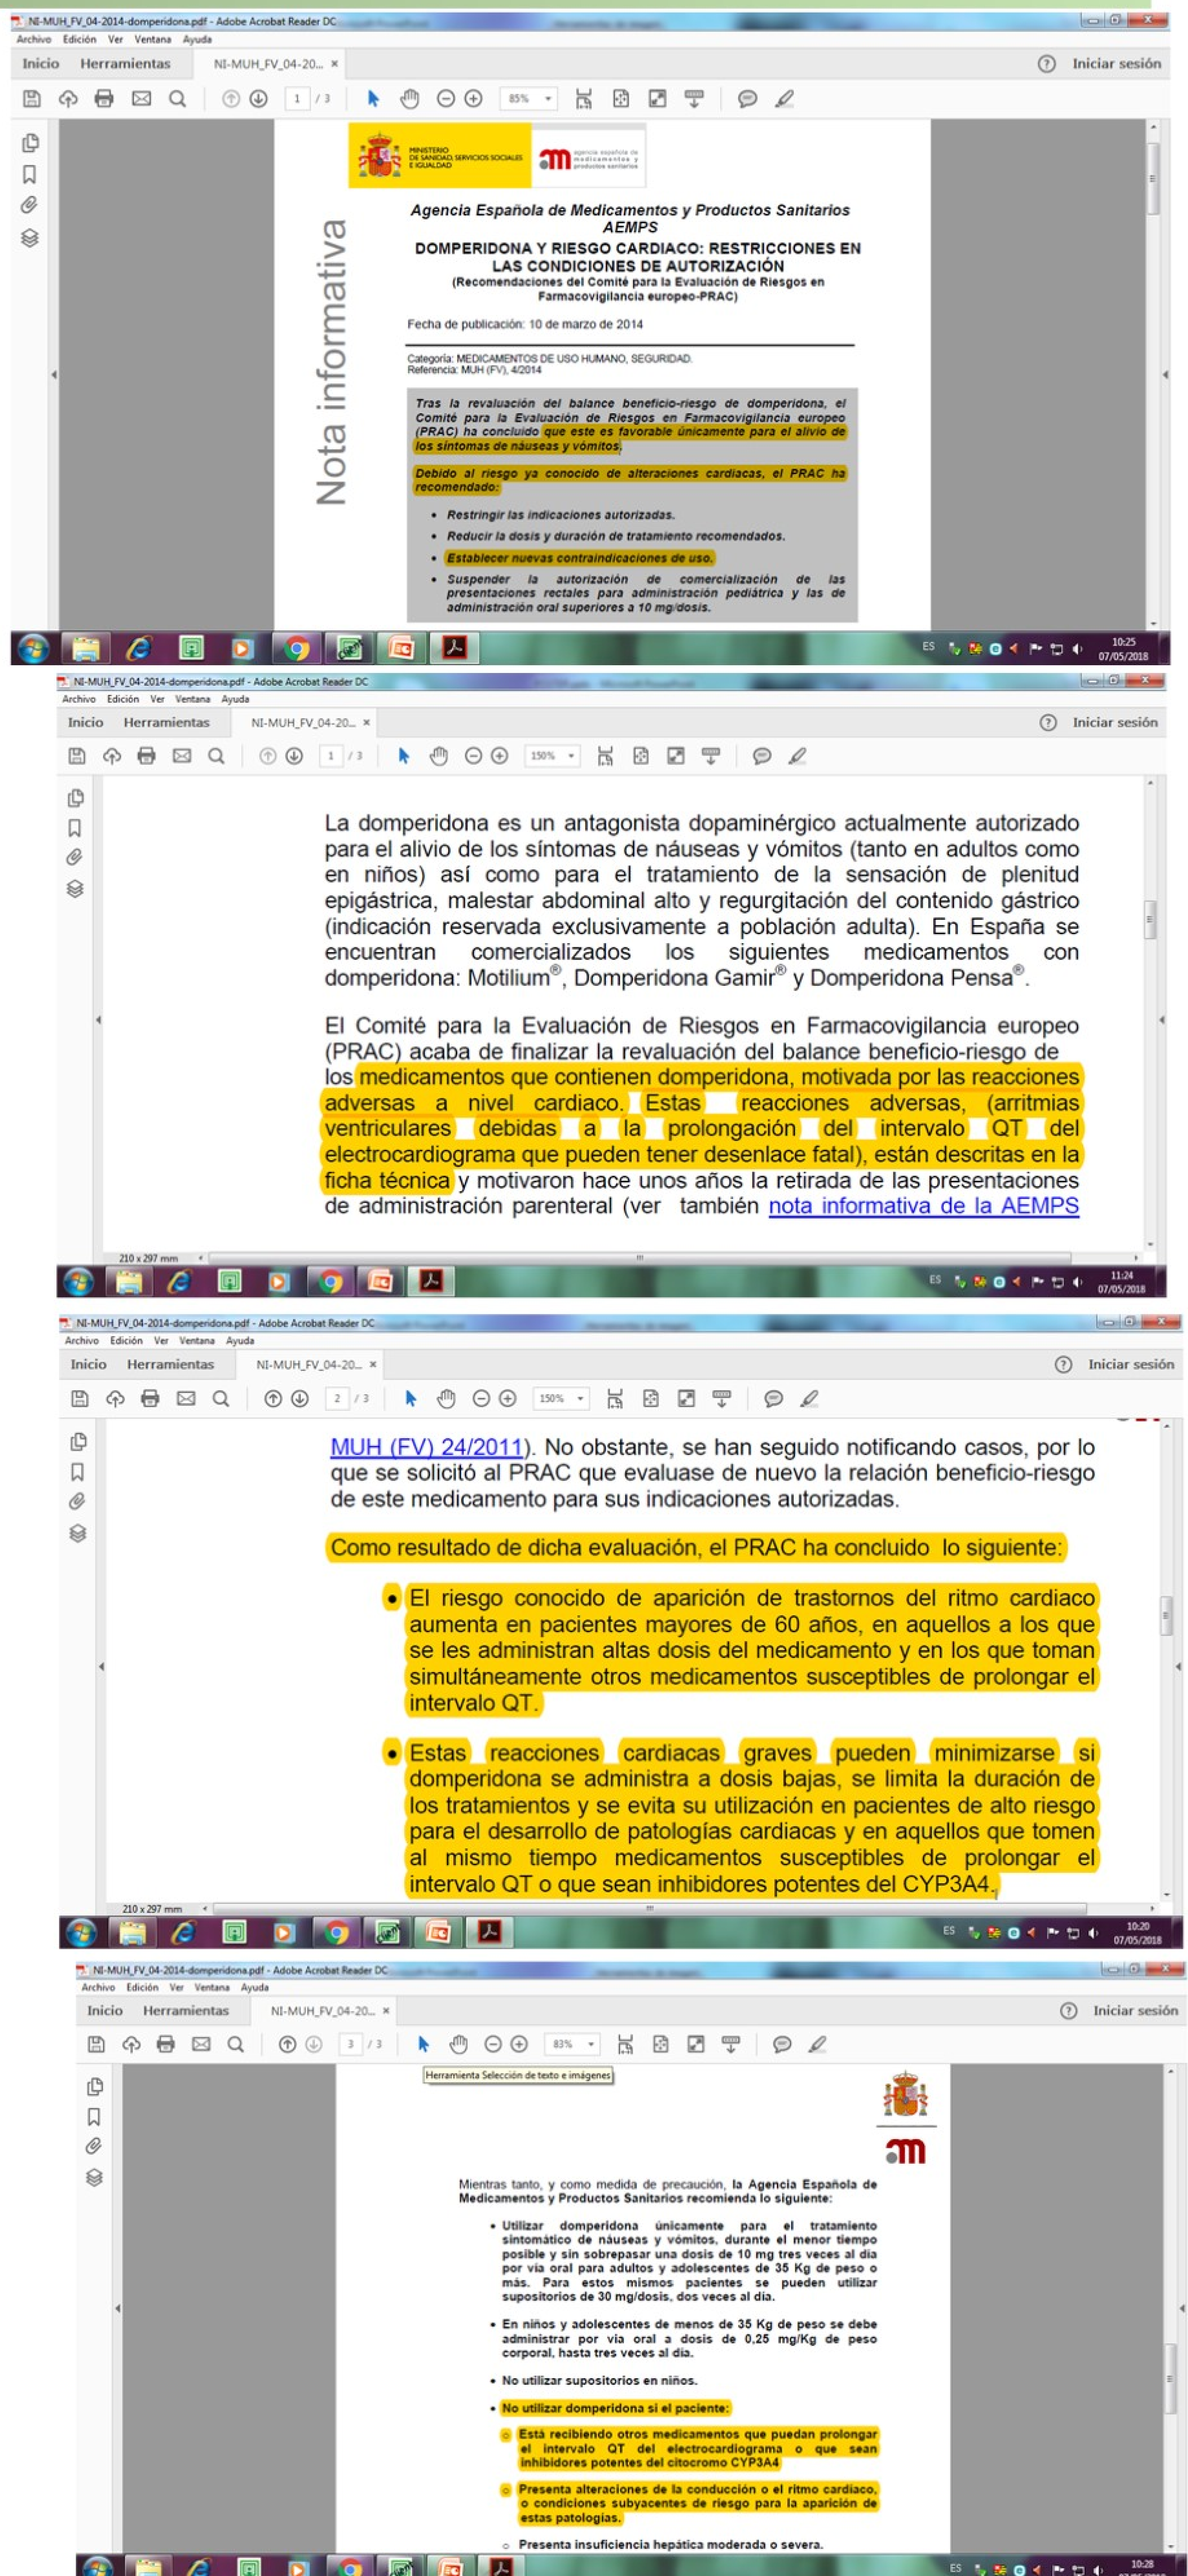 NI-MUH_FV_04-2014-domperidona.pdf - Adobe Acrobat Reader DC
Archivo Edición Ver Ventana Ayuda
Inicio Herramientas NI-MUH_FV_04-20... × Iniciar sesión
1 / 3 85%
MINISTERIO
DE SANIDAD, SERVICIOS SOCIALES
E IGUALDAD
agencia española de
medicamentos y
productos sanitarios
Nota informativa
Agencia Española de Medicamentos y Productos Sanitarios
AEMPS
DOMPERIDONA Y RIESGO CARDIACO: RESTRICCIONES EN
LAS CONDICIONES DE AUTORIZACIÓN
(Recomendaciones del Comité para la Evaluación de Riesgos en
Farmacovigilancia europeo-PRAC)
Fecha de publicación: 10 de marzo de 2014
Categoría: MEDICAMENTOS DE USO HUMANO, SEGURIDAD.
Referencia: MUH (FV), 4/2014
Tras la revaluación del balance beneficio-riesgo de domperidona, el
Comité para la Evaluación de Riesgos en Farmacovigilancia europeo
(PRAC) ha concluido que este es favorable únicamente para el alivio de
los síntomas de náuseas y vómitos.
Debido al riesgo ya conocido de alteraciones cardiacas, el PRAC ha
recomendado:
• Restringir las indicaciones autorizadas.
• Reducir la dosis y duración de tratamiento recomendados.
• Establecer nuevas contraindicaciones de uso.
• Suspender la autorización de comercialización de las
presentaciones rectales para administración pediátrica y las de
administración oral superiores a 10 mg/dosis.
ES 10:25
07/05/2018
NI-MUH_FV_04-2014-domperidona.pdf - Adobe Acrobat Reader DC
Archivo Edición Ver Ventana Ayuda
Inicio Herramientas NI-MUH_FV_04-20... × Iniciar sesión
1 / 3 150%
La domperidona es un antagonista dopaminérgico actualmente autorizado
para el alivio de los síntomas de náuseas y vómitos (tanto en adultos como
en niños) así como para el tratamiento de la sensación de plenitud
epigástrica, malestar abdominal alto y regurgitación del contenido gástrico
(indicación reservada exclusivamente a población adulta). En España se
encuentran comercializados los siguientes medicamentos con
domperidona: Motilium®, Domperidona Gamir® y Domperidona Pensa®.
El Comité para la Evaluación de Riesgos en Farmacovigilancia europeo
(PRAC) acaba de finalizar la revaluación del balance beneficio-riesgo de
los medicamentos que contienen domperidona, motivada por las reacciones
adversas a nivel cardiaco. Estas reacciones adversas, (arritmias
ventriculares debidas a la prolongación del intervalo QT del
electrocardiograma que pueden tener desenlace fatal), están descritas en la
ficha técnica y motivaron hace unos años la retirada de las presentaciones
de administración parenteral (ver también nota informativa de la AEMPS
210 x 297 mm
ES 11:24
07/05/2018
NI-MUH_FV_04-2014-domperidona.pdf - Adobe Acrobat Reader DC
Archivo Edición Ver Ventana Ayuda
Inicio Herramientas NI-MUH_FV_04-20... × Iniciar sesión
2 / 3 150%
MUH (FV) 24/2011). No obstante, se han seguido notificando casos, por lo
que se solicitó al PRAC que evaluase de nuevo la relación beneficio-riesgo
de este medicamento para sus indicaciones autorizadas.
Como resultado de dicha evaluación, el PRAC ha concluido lo siguiente:
• El riesgo conocido de aparición de trastornos del ritmo cardiaco
aumenta en pacientes mayores de 60 años, en aquellos a los que
se les administran altas dosis del medicamento y en los que toman
simultáneamente otros medicamentos susceptibles de prolongar el
intervalo QT.
• Estas reacciones cardiacas graves pueden minimizarse si
domperidona se administra a dosis bajas, se limita la duración de
los tratamientos y se evita su utilización en pacientes de alto riesgo
para el desarrollo de patologías cardiacas y en aquellos que tomen
al mismo tiempo medicamentos susceptibles de prolongar el
intervalo QT o que sean inhibidores potentes del CYP3A4.
210 x 297 mm
ES 10:20
07/05/2018
NI-MUH_FV_04-2014-domperidona.pdf - Adobe Acrobat Reader DC
Archivo Edición Ver Ventana Ayuda
Inicio Herramientas NI-MUH_FV_04-20... × Iniciar sesión
3 / 3 83%
Herramienta Selección de texto e imágenes
Mientras tanto, y como medida de precaución, la Agencia Española de
Medicamentos y Productos Sanitarios recomienda lo siguiente:
• Utilizar domperidona únicamente para el tratamiento
sintomático de náuseas y vómitos, durante el menor tiempo
posible y sin sobrepasar una dosis de 10 mg tres veces al día
por vía oral para adultos y adolescentes de 35 Kg de peso o
más. Para estos mismos pacientes se pueden utilizar
supositorios de 30 mg/dosis, dos veces al día.
• En niños y adolescentes de menos de 35 Kg de peso se debe
administrar por vía oral a dosis de 0,25 mg/Kg de peso
corporal, hasta tres veces al día.
• No utilizar supositorios en niños.
• No utilizar domperidona si el paciente:
o Está recibiendo otros medicamentos que puedan prolongar
el intervalo QT del electrocardiograma o que sean
inhibidores potentes del citocromo CYP3A4
o Presenta alteraciones de la conducción o el ritmo cardiaco,
o condiciones subyacentes de riesgo para la aparición de
estas patologías.
o Presenta insuficiencia hepática moderada o severa.
ES 10:28